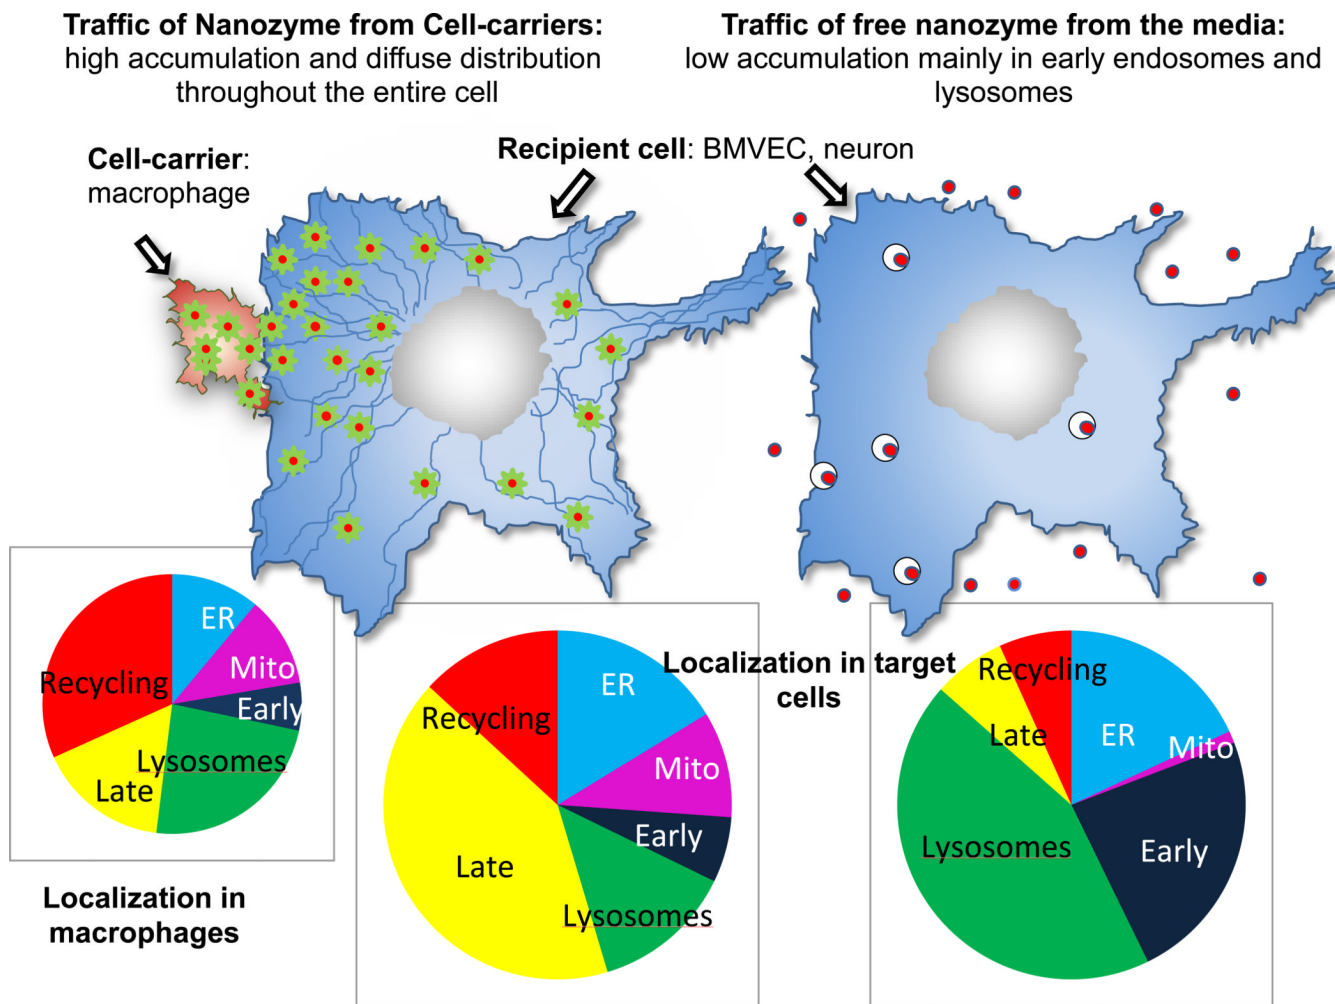 Traffic of Nanozyme from Cell-carriers:
high accumulation and diffuse distribution
throughout the entire cell
Traffic of free nanozyme from the media:
low accumulation mainly in early endosomes and
lysosomes
Cell-carrier:
macrophage
Recipient cell: BMVEC, neuron
ER
Mito
Early
Lysosomes
Late
Recycling
Localization in
macrophages
Localization in target
cells
ER
Mito
Early
Lysosomes
Late
Recycling
ER
Mito
Early
Lysosomes
Late
Recycling